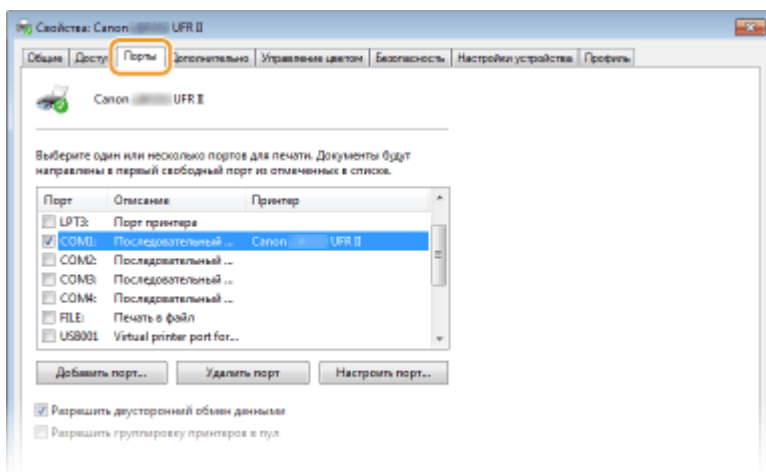 Свойства: Canon UFR II
Общие Доступ Порты Дополнительно Управление цветом Безопасность Настройки устройства Профиль
Canon UFR II
Выберите один или несколько портов для печати. Документы будут
направлены в первый свободный порт из отмеченных в списке.
Порт Описание Принтер
LPT3: Порт принтера
COM1: Последовательный ... Canon UFR II
COM2: Последовательный ...
COM3: Последовательный ...
COM4: Последовательный ...
FILE: Печать в файл
USB001 Virtual printer port for...
Добавить порт... Удалить порт Настроить порт...
Разрешить двусторонний обмен данными
Разрешить группировку принтеров в пул